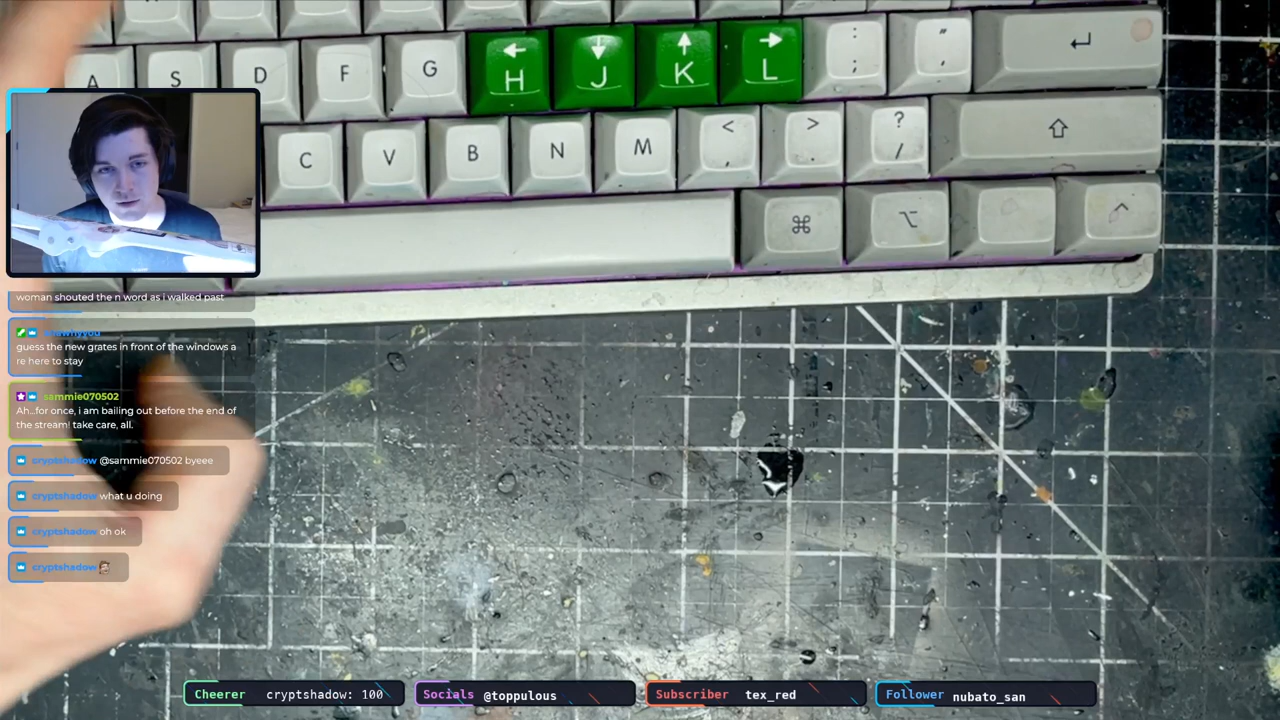 A S D F G H J K L : ; " ' ↵
C V B N M < , > . ? / ⇧
⌘ ⌥ ^
woman shouted the n word as i walked past
guess the new grates in front of the windows a
re here to stay
sammie070502
Ah...for once, i am bailing out before the end of
the stream! take care, all.
cryptshadow @sammie070502 byeee
cryptshadow what u doing
cryptshadow oh ok
cryptshadow
Cheerer cryptshadow: 100
Socials @toppulous
Subscriber tex_red
Follower nubato_san